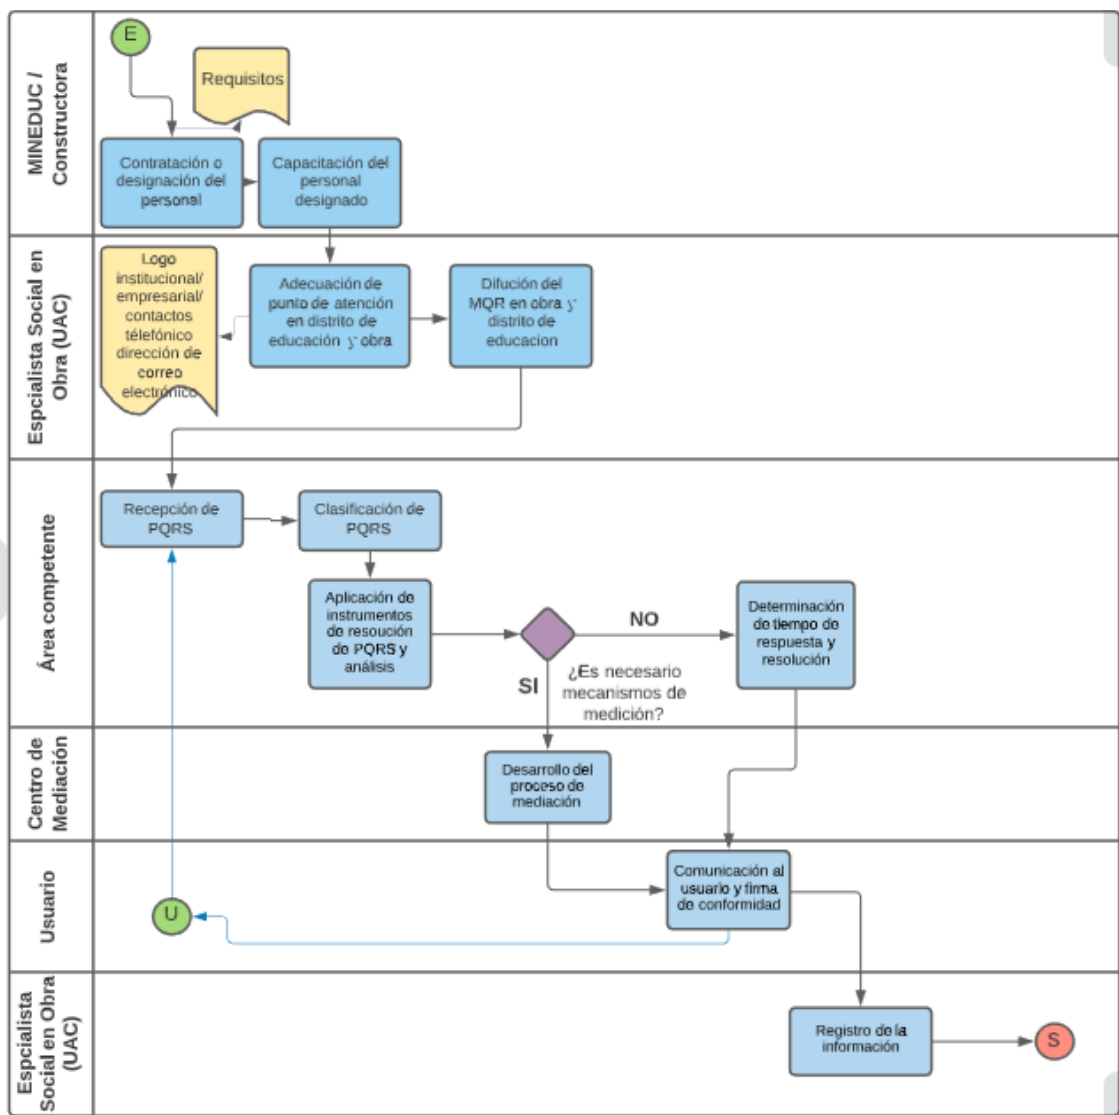 MINEDUC /
Constructora
E
Requisitos
Contratación o
designación del
personal
Capacitación del
personal
designado
Espcialista Social en
Obra (UAC)
Logo
institucional/
empresarial/
contactos
télefónico
dirección de
correo
electrónico
Adecuación de
punto de atención
en distrito de
educación y obra
Difución del
MQR en obra y
distrito de
educacion
Área competente
Recepción de
PQRS
Clasificación de
PQRS
Aplicación de
instrumentos
de resoución
de PQRS y
análisis
NO
SI
¿Es necesario
mecanismos de
medición?
Determinación
de tiempo de
respuesta y
resolución
Centro de
Mediación
Desarrollo del
proceso de
mediación
Usuario
U
Comunicación al
usuario y firma
de conformidad
Espcialista
Social en Obra
(UAC)
Registro de la
información
S